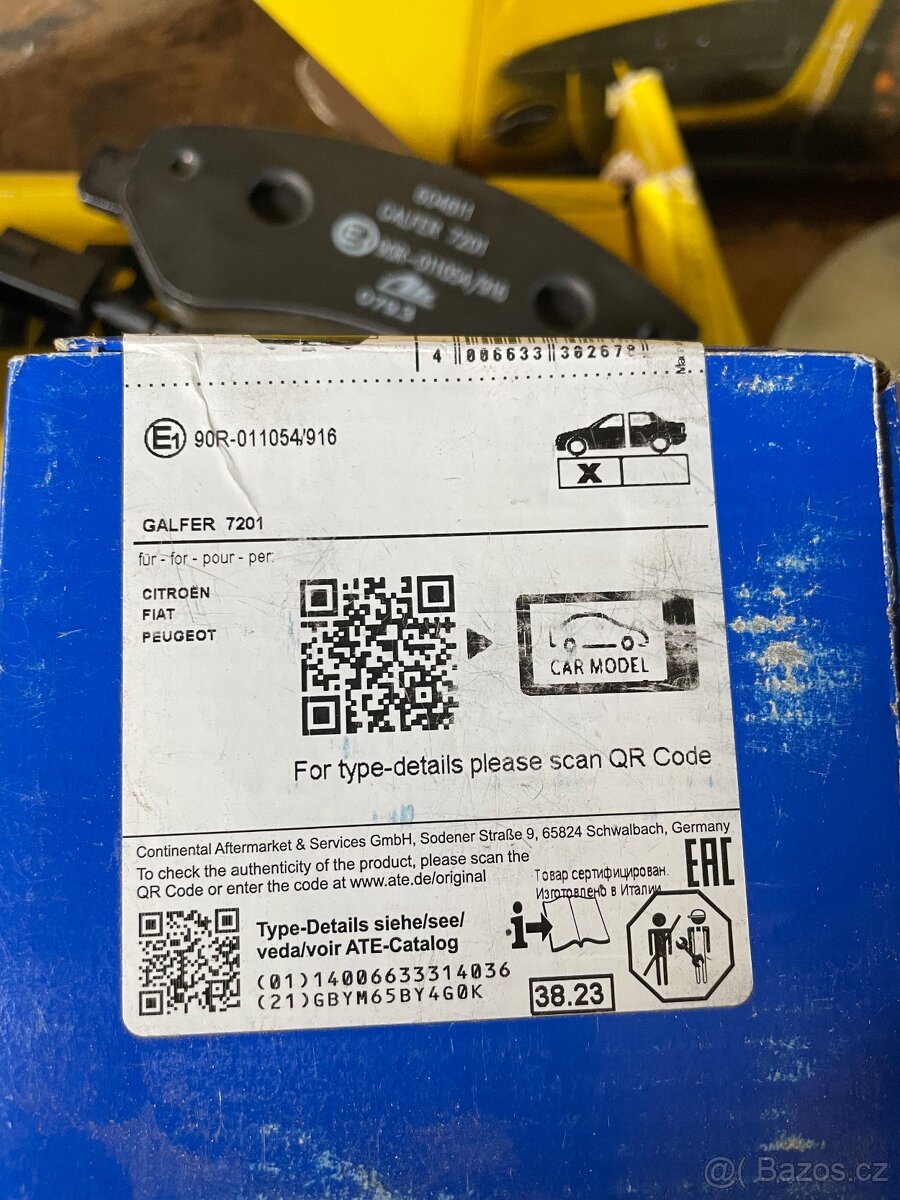 604611
GALFER 7201
E1 90R-011054/916
Ate
0793
4 006633 302678
E1 90R-011054/916
X
GALFER 7201
für - for - pour - per:
CITROËN
FIAT
PEUGEOT
CAR MODEL
For type-details please scan QR Code
Continental Aftermarket & Services GmbH, Sodener Straße 9, 65824 Schwalbach, Germany
To check the authenticity of the product, please scan the
QR Code or enter the code at www.ate.de/original
Товар сертифицирован.
Изготовлено в Италии
EAC
Type-Details siehe/see/
veda/voir ATE-Catalog
i
(01)14006633314036
(21)GBYM65BY4G0K
38.23
@( Bazos.cz